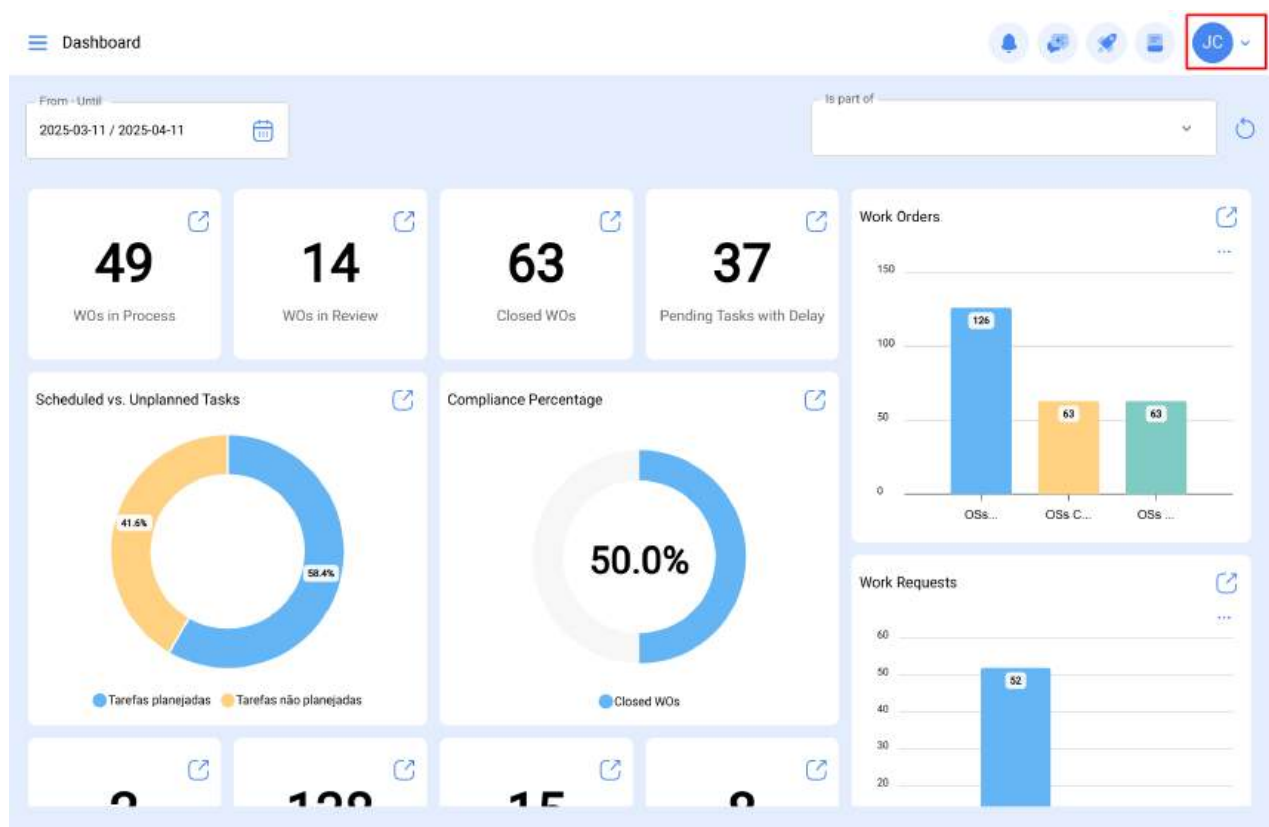 Dashboard
JC
From - Until
2025-03-11 / 2025-04-11
Is part of
49
WOs in Process
14
WOs in Review
63
Closed WOs
37
Pending Tasks with Delay
Work Orders
...
150
100
50
0
126
63
63
OSs...
OSs C...
OSs ...
Scheduled vs. Unplanned Tasks
41.6%
58.4%
Tarefas planejadas
Tarefas não planejadas
Compliance Percentage
50.0%
Closed WOs
Work Requests
...
60
50
40
30
20
52
15